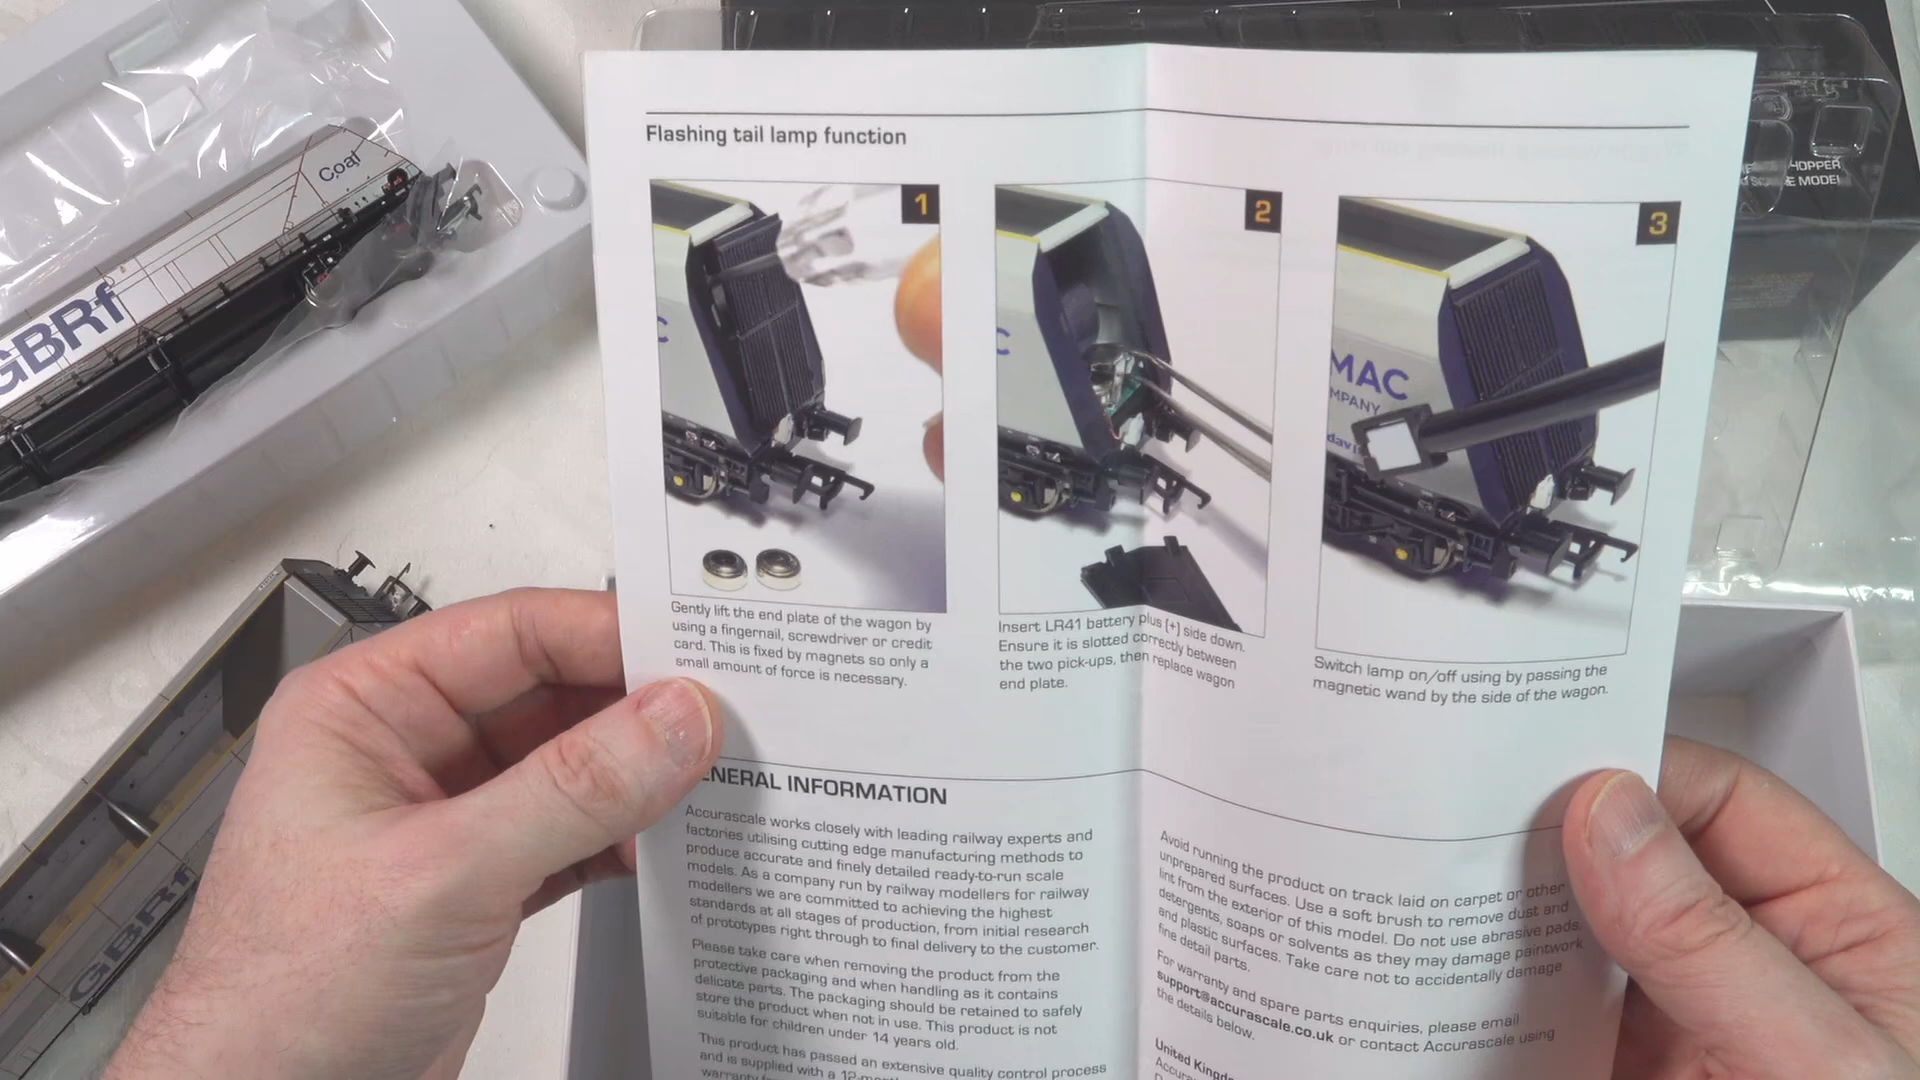 Flashing tail lamp function
1
2
3
MAC
MPANY
Gently lift the end plate of the wagon by
using a fingernail, screwdriver or credit
card. This is fixed by magnets so only a
small amount of force is necessary.
Insert LR41 battery plus (+) side down.
Ensure it is slotted correctly between
the two pick-ups, then replace wagon
end plate.
Switch lamp on/off using by passing the
magnetic wand by the side of the wagon.
ENERAL INFORMATION
Accurascale works closely with leading railway experts and
factories utilising cutting edge manufacturing methods to
produce accurate and finely detailed ready-to-run scale
models. As a company run by railway modellers for railway
modellers we are committed to achieving the highest
standards at all stages of production, from initial research
of prototypes right through to final delivery to the customer.
Please take care when removing the product from the
protective packaging and when handling as it contains
delicate parts. The packaging should be retained to safely
store the product when not in use. This product is not
suitable for children under 14 years old.
This product has passed an extensive quality control process
and is supplied with a 12-mon
Avoid running the product on track laid on carpet or other
unprepared surfaces. Use a soft brush to remove dust and
lint from the exterior of this model. Do not use abrasive pads,
detergents, soaps or solvents as they may damage paintwork
and plastic surfaces. Take care not to accidentally damage
fine detail parts.
For warranty and spare parts enquiries, please email
support@accurascale.co.uk or contact Accurascale using
the details below.
United Kingd
Coal
GBRf
GBRf
HOPPER
MODEL